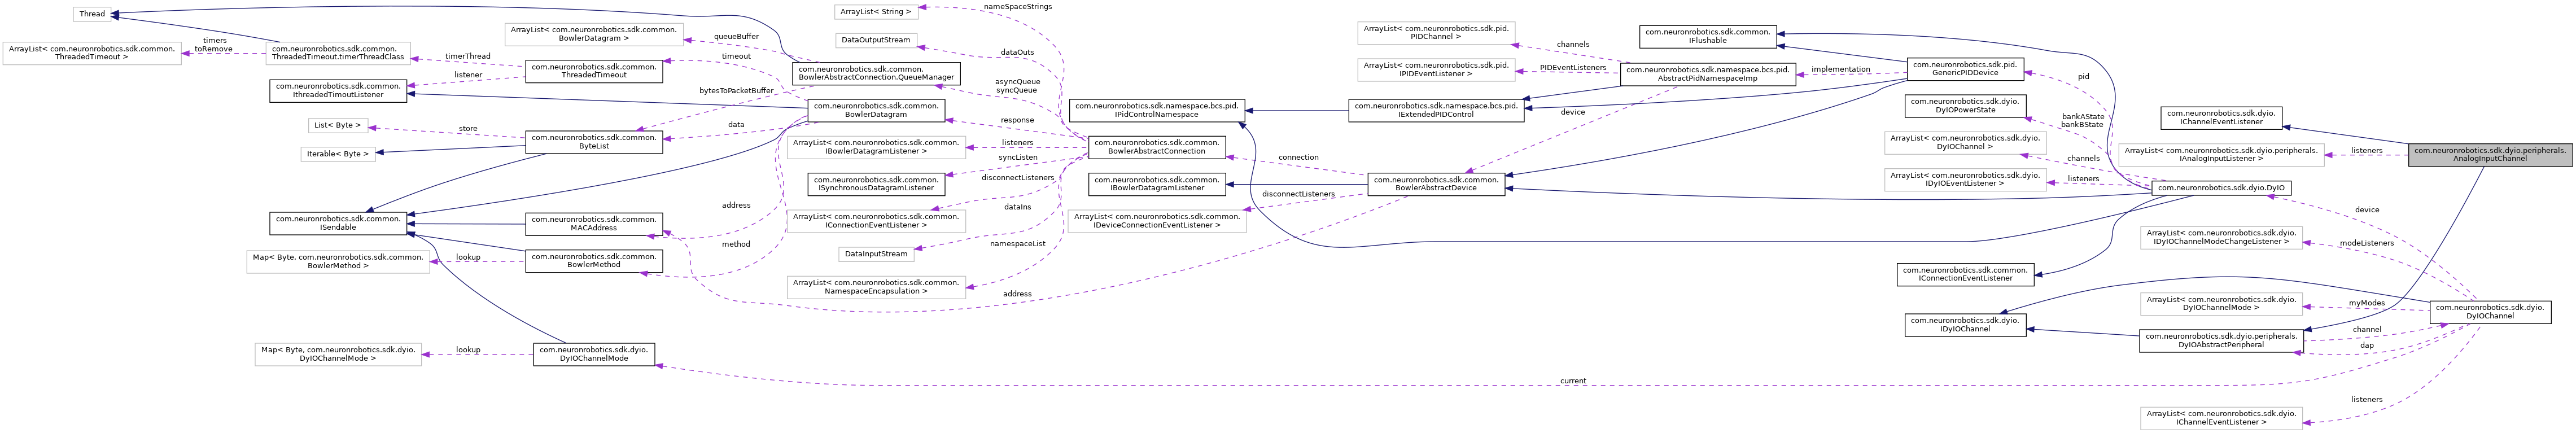 Thread
ArrayList< com.neuronrobotics.sdk.common.
ThreadedTimeout >
timers
toRemove
com.neuronrobotics.sdk.common.
ThreadedTimeout.timerThreadClass
timerThread
listener
com.neuronrobotics.sdk.common.
IthreadedTimoutListener
List< Byte >
store
Iterable< Byte >
com.neuronrobotics.sdk.common.
ISendable
Map< Byte, com.neuronrobotics.sdk.common.
BowlerMethod >
lookup
Map< Byte, com.neuronrobotics.sdk.dyio.
DyIOChannelMode >
lookup
ArrayList< com.neuronrobotics.sdk.common.
BowlerDatagram >
com.neuronrobotics.sdk.common.
ThreadedTimeout
com.neuronrobotics.sdk.common.
ByteList
com.neuronrobotics.sdk.common.
MACAddress
com.neuronrobotics.sdk.common.
BowlerMethod
com.neuronrobotics.sdk.dyio.
DyIOChannelMode
queueBuffer
timeout
bytesToPacketBuffer
data
address
method
ArrayList< String >
DataOutputStream
com.neuronrobotics.sdk.common.
BowlerAbstractConnection.QueueManager
com.neuronrobotics.sdk.common.
BowlerDatagram
ArrayList< com.neuronrobotics.sdk.common.
IBowlerDatagramListener >
com.neuronrobotics.sdk.common.
ISynchronousDatagramListener
ArrayList< com.neuronrobotics.sdk.common.
IConnectionEventListener >
DataInputStream
ArrayList< com.neuronrobotics.sdk.common.
NamespaceEncapsulation >
nameSpaceStrings
dataOuts
asyncQueue
syncQueue
response
listeners
syncListen
disconnectListeners
dataIns
namespaceList
address
com.neuronrobotics.sdk.namespace.bcs.pid.
IPidControlNamespace
com.neuronrobotics.sdk.common.
BowlerAbstractConnection
com.neuronrobotics.sdk.common.
IBowlerDatagramListener
ArrayList< com.neuronrobotics.sdk.common.
IDeviceConnectionEventListener >
connection
disconnectListeners
ArrayList< com.neuronrobotics.sdk.pid.
PIDChannel >
ArrayList< com.neuronrobotics.sdk.pid.
IPIDEventListener >
com.neuronrobotics.sdk.namespace.bcs.pid.
IExtendedPIDControl
com.neuronrobotics.sdk.common.
BowlerAbstractDevice
channels
PIDEventListeners
device
current
com.neuronrobotics.sdk.common.
IFlushable
com.neuronrobotics.sdk.namespace.bcs.pid.
AbstractPidNamespaceImp
implementation
com.neuronrobotics.sdk.pid.
GenericPIDDevice
com.neuronrobotics.sdk.dyio.
DyIOPowerState
ArrayList< com.neuronrobotics.sdk.dyio.
DyIOChannel >
ArrayList< com.neuronrobotics.sdk.dyio.
IDyIOEventListener >
com.neuronrobotics.sdk.common.
IConnectionEventListener
com.neuronrobotics.sdk.dyio.
IDyIOChannel
pid
bankAState
bankBState
channels
listeners
com.neuronrobotics.sdk.dyio.
IChannelEventListener
ArrayList< com.neuronrobotics.sdk.dyio.peripherals.
IAnalogInputListener >
com.neuronrobotics.sdk.dyio.DyIO
ArrayList< com.neuronrobotics.sdk.dyio.
IDyIOChannelModeChangeListener >
ArrayList< com.neuronrobotics.sdk.dyio.
DyIOChannelMode >
com.neuronrobotics.sdk.dyio.peripherals.
DyIOAbstractPeripheral
ArrayList< com.neuronrobotics.sdk.dyio.
IChannelEventListener >
listeners
device
modeListeners
myModes
channel
dap
listeners
com.neuronrobotics.sdk.dyio.peripherals.
AnalogInputChannel
com.neuronrobotics.sdk.dyio.
DyIOChannel